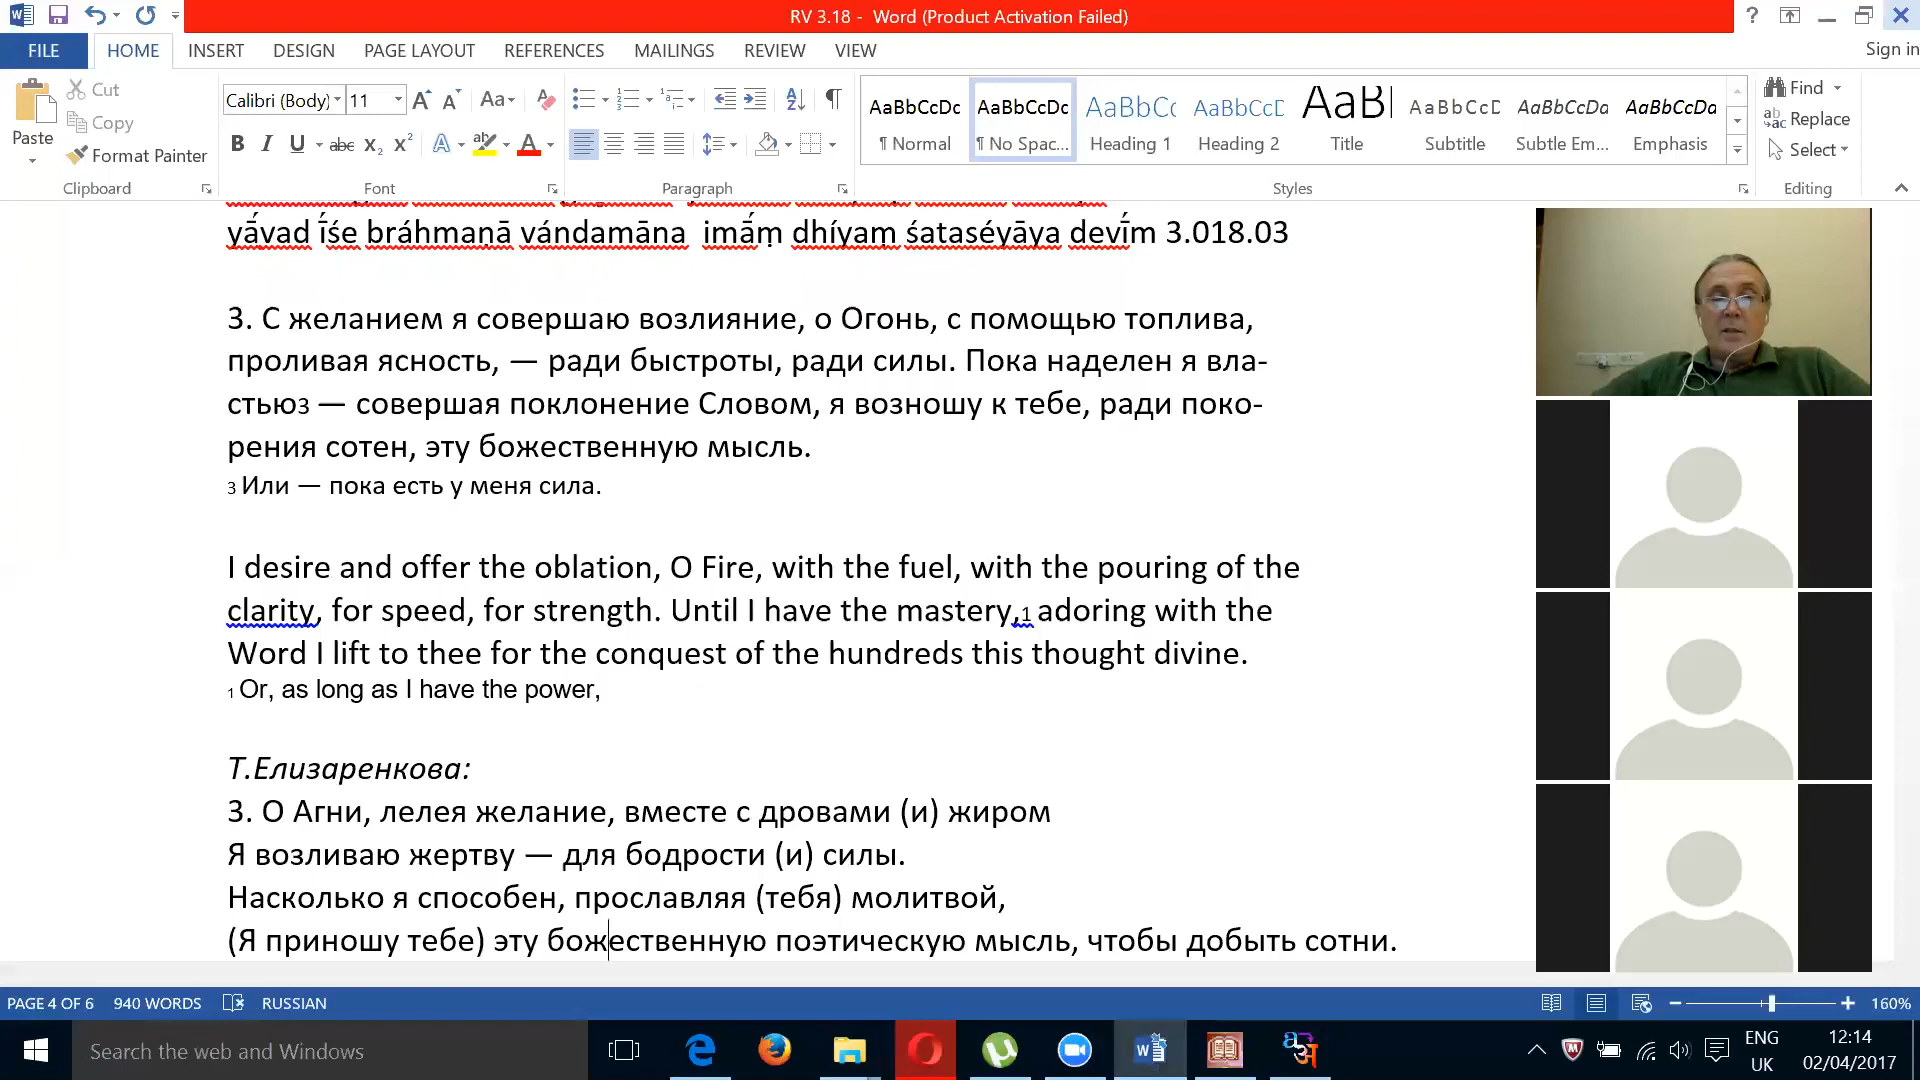 RV 3.18 - Word (Product Activation Failed)
FILE HOME INSERT DESIGN PAGE LAYOUT REFERENCES MAILINGS REVIEW VIEW Sign in
Paste Cut Copy Format Painter Clipboard
Calibri (Body) 11 Font
Paragraph
AaBbCcDc ¶ Normal
AaBbCcDc ¶ No Spac...
AaBbCc Heading 1
AaBbCcD Heading 2
AaBl Title
AaBbCcD Subtitle
AaBbCcDa Subtle Em...
AaBbCcDa Emphasis
Styles
Find Replace Select Editing
yā́vad ī́śe bráhmaṇā vándamāna imā́ṃ dhíyaṃ śataséyāya devī́m 3.018.03
3. С желанием я совершаю возлияние, о Огонь, с помощью топлива,
проливая ясность, — ради быстроты, ради силы. Пока наделен я вла-
стью3 — совершая поклонение Словом, я возношу к тебе, ради поко-
рения сотен, эту божественную мысль.
3 Или — пока есть у меня сила.
I desire and offer the oblation, O Fire, with the fuel, with the pouring of the
clarity, for speed, for strength. Until I have the mastery,1 adoring with the
Word I lift to thee for the conquest of the hundreds this thought divine.
1 Or, as long as I have the power,
Т.Елизаренкова:
3. О Агни, лелея желание, вместе с дровами (и) жиром
Я возливаю жертву — для бодрости (и) силы.
Насколько я способен, прославляя (тебя) молитвой,
(Я приношу тебе) эту божественную поэтическую мысль, чтобы добыть сотни.
PAGE 4 OF 6 940 WORDS RUSSIAN 160%
Search the web and Windows
ENG UK
12:14
02/04/2017